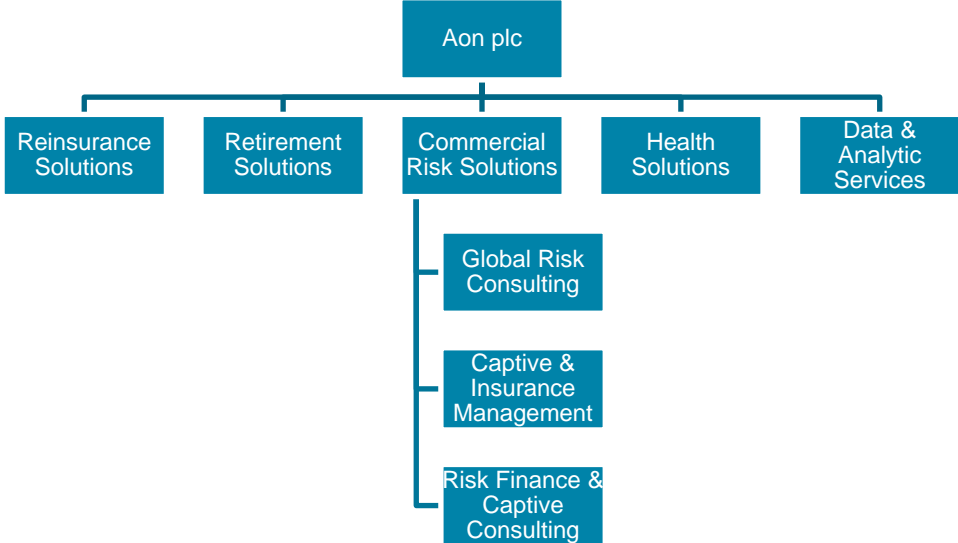 Aon plc
Reinsurance
Solutions
Retirement
Solutions
Commercial
Risk Solutions
Health
Solutions
Data &
Analytic
Services
Global Risk
Consulting
Captive &
Insurance
Management
Risk Finance &
Captive
Consulting